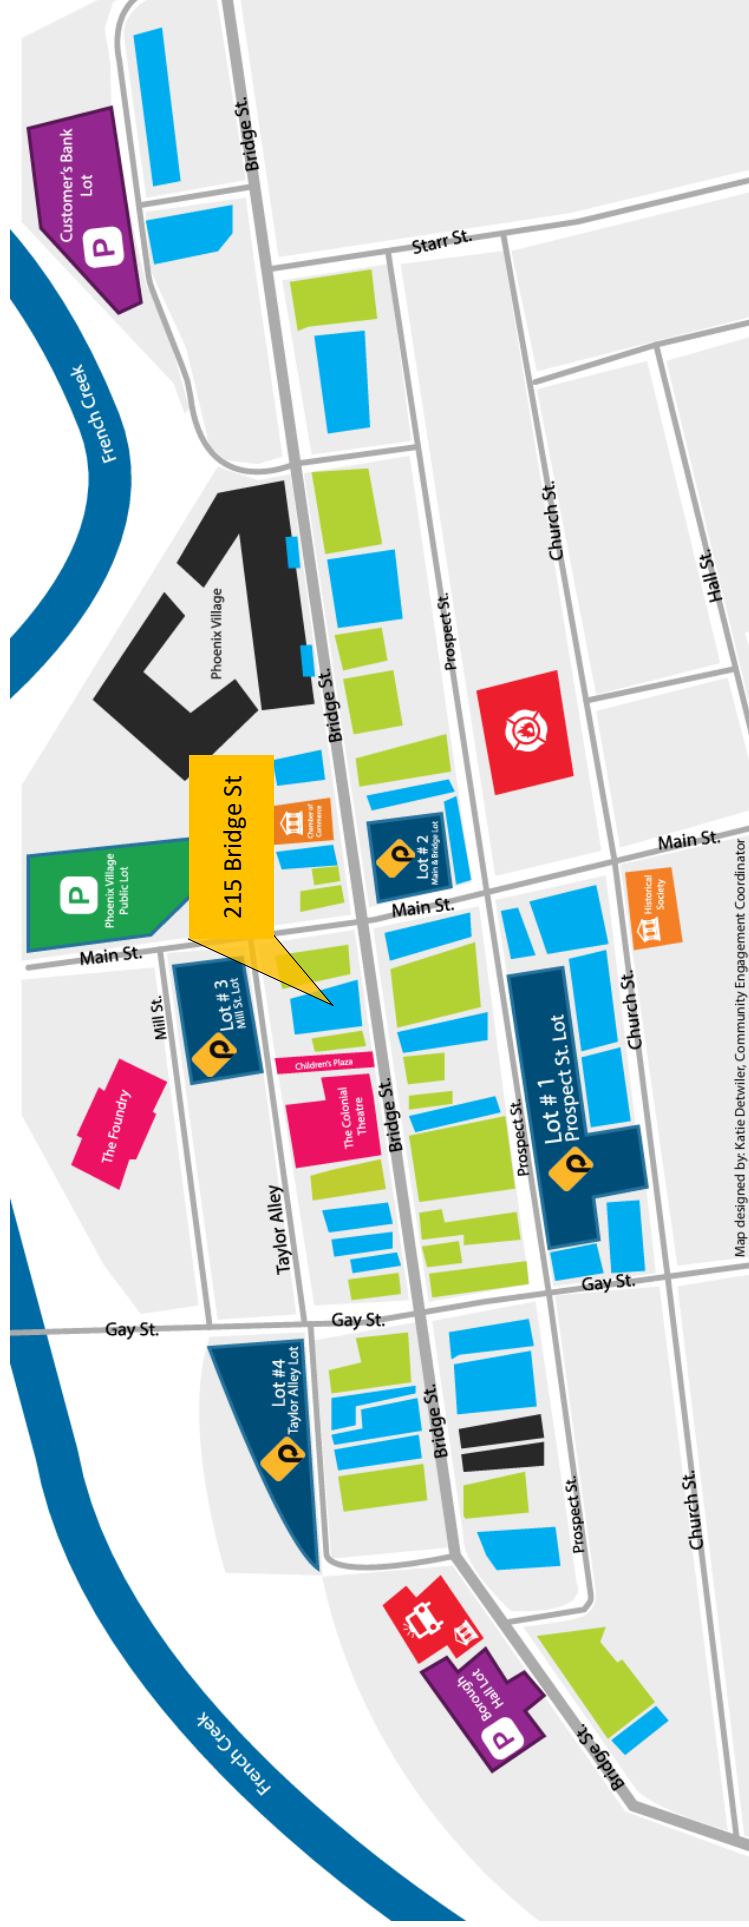 French Creek
Borough
Hall Lot
P
Bridge St.
Lot #4
Taylor Alley Lot
Gay St.
Gay St.
Bridge St.
Prospect St.
Church St.
Gay St.
The Foundry
Taylor Alley
The Colonial
Theatre
Children's Plaza
Bridge St.
Prospect St.
Lot # 1
Prospect St. Lot
Mill St.
Lot # 3
Mill St. Lot
Church St.
Main St.
Phoenix Village
Public Lot
P
215 Bridge St
Chamber of
Commerce
Main St.
Lot # 2
Main & Bridge Lot
Historical
Society
Main St.
Phoenix Village
Bridge St.
Prospect St.
Church St.
Hall St.
French Creek
Customer's Bank
Lot
P
Starr St.
Bridge St.
Map designed by: Katie Detwiler, Community Engagement Coordinator